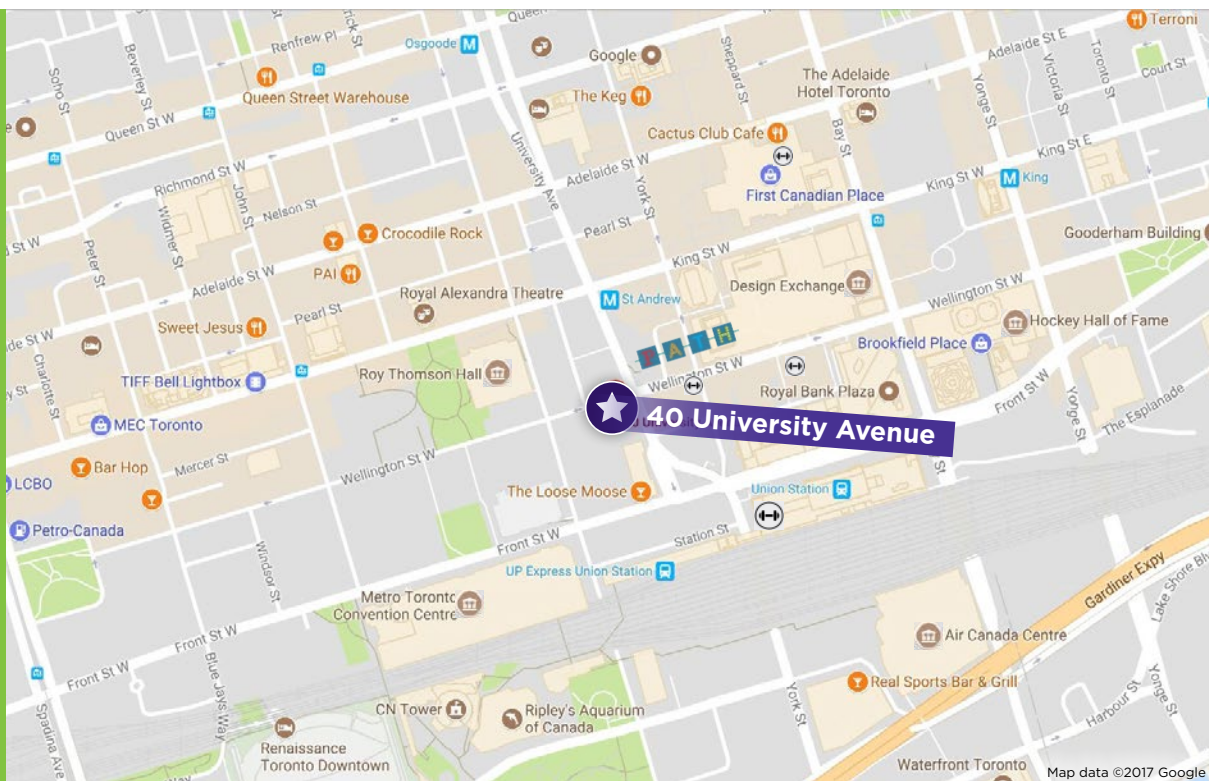 Queen
Terroni
Renfrew Pl
Osgoode
M
Google
Adelaide St E
Soho St
Beverley St
Queen Street Warehouse
The Keg
Sheppard St
The Adelaide
Hotel Toronto
Yonge St
Victoria St
Toronto St
Court St
Queen St W
University Ave
Cactus Club Cafe
Bay St
King St E
Richmond St W
Adelaide St W
York St
First Canadian Place
King St W
M
King
Widmer St
John St
Nelson St
Pearl St
Peter St
Crocodile Rock
King St W
Gooderham Building
Adelaide St W
PAI
Royal Alexandra Theatre
M
St Andrew
Design Exchange
Wellington St W
Sweet Jesus
Pearl St
PATH
Hockey Hall of Fame
Charlotte St
TIFF Bell Lightbox
Roy Thomson Hall
Wellington St W
Brookfield Place
Royal Bank Plaza
Front St W
Yonge St
The Esplanade
40 University Avenue
MEC Toronto
Bar Hop
Mercer St
Wellington St W
LCBO
The Loose Moose
Union Station
Petro-Canada
Front St W
Station St
Windsor St
UP Express Union Station
Gardiner Expy
Metro Toronto
Convention Centre
Lake Shore Blv
Front St W
Air Canada Centre
Front St W
Blue Jays Way
Real Sports Bar & Grill
CN Tower
Ripley's Aquarium
of Canada
York St
Harbour St
Yonge St
Spadina Ave
Renaissance
Toronto Downtown
Waterfront Toronto
Map data ©2017 Google